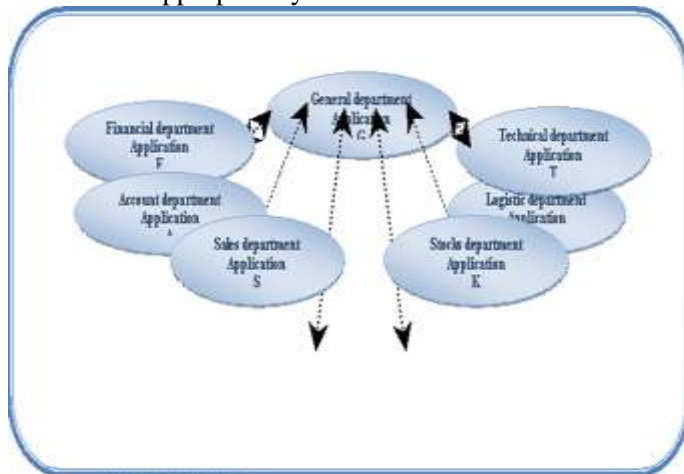 General department
Application
G
Financial department
Application
F
Technical department
Application
T
Account department
Application
A
Logistic department
Application
Sales department
Application
S
Stocks department
Application
K